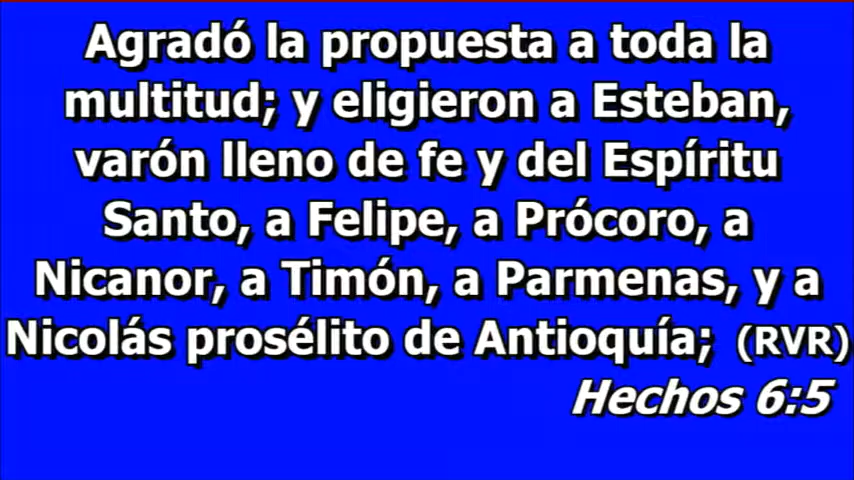 Agradó la propuesta a toda la
multitud; y eligieron a Esteban,
varón lleno de fe y del Espíritu
Santo, a Felipe, a Prócoro, a
Nicanor, a Timón, a Parmenas, y a
Nicolás prosélito de Antioquía; (RVR)
Hechos 6:5